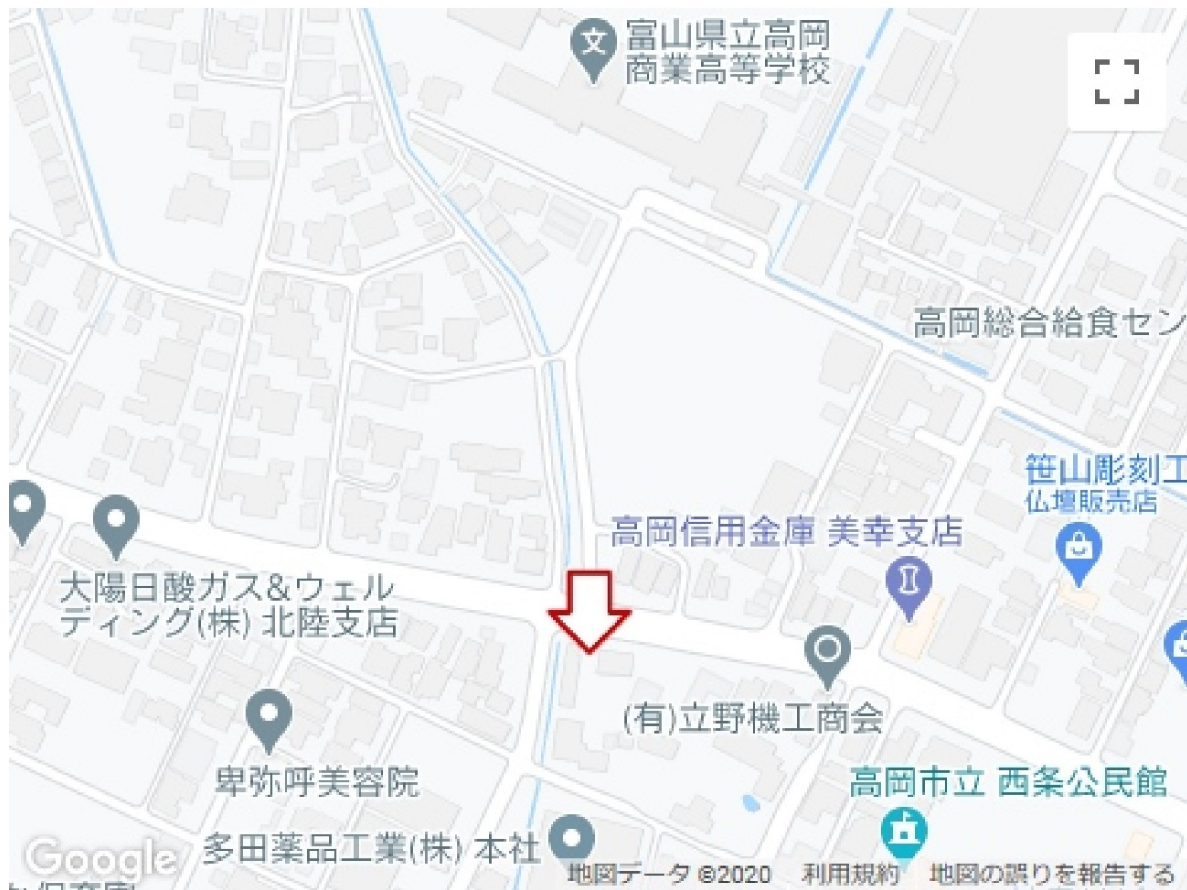 富山県立高岡
商業高等学校
高岡総合給食セン
笹山彫刻工
仏壇販売店
高岡信用金庫 美幸支店
大陽日酸ガス&ウェル
ディング(株) 北陸支店
(有)立野機工商会
卑弥呼美容院
高岡市立 西条公民館
多田薬品工業(株) 本社
Google
地図データ ©2020 利用規約 地図の誤りを報告する